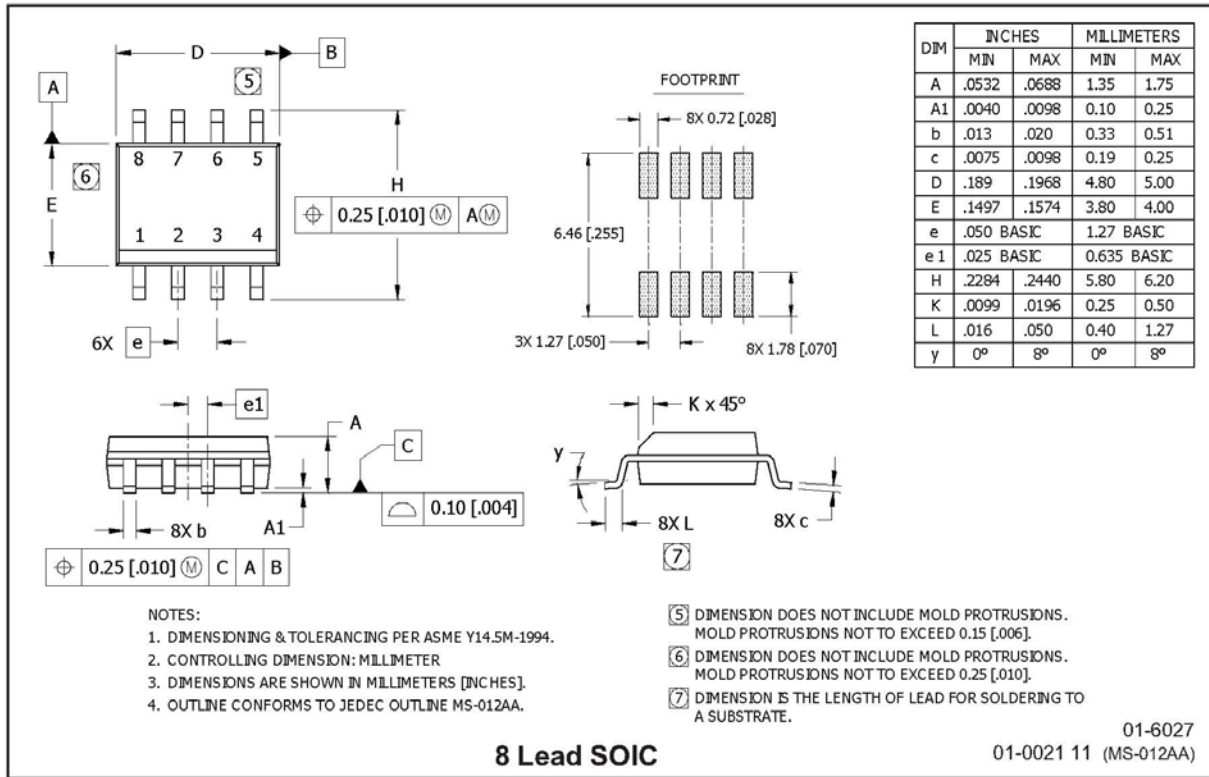 D
B
5
A
8 7 6 5
6
E
1 2 3 4
H
⌖ 0.25 [.010] Ⓜ AⓂ
6X e
FOOTPRINT
8X 0.72 [.028]
6.46 [.255]
3X 1.27 [.050]
8X 1.78 [.070]
DIM INCHES MILLIMETERS
MIN MAX MIN MAX
A .0532 .0688 1.35 1.75
A1 .0040 .0098 0.10 0.25
b .013 .020 0.33 0.51
c .0075 .0098 0.19 0.25
D .189 .1968 4.80 5.00
E .1497 .1574 3.80 4.00
e .050 BASIC 1.27 BASIC
e1 .025 BASIC 0.635 BASIC
H .2284 .2440 5.80 6.20
K .0099 .0196 0.25 0.50
L .016 .050 0.40 1.27
y 0° 8° 0° 8°
e1
A
C
0.10 [.004]
A1
8X b
⌖ 0.25 [.010] Ⓜ C A B
K x 45°
y
8X L
7
8X c
NOTES:
1. DIMENSIONING & TOLERANCING PER ASME Y14.5M-1994.
2. CONTROLLING DIMENSION: MILLIMETER
3. DIMENSIONS ARE SHOWN IN MILLIMETERS [INCHES].
4. OUTLINE CONFORMS TO JEDEC OUTLINE MS-012AA.
5 DIMENSION DOES NOT INCLUDE MOLD PROTRUSIONS.
MOLD PROTRUSIONS NOT TO EXCEED 0.15 [.006].
6 DIMENSION DOES NOT INCLUDE MOLD PROTRUSIONS.
MOLD PROTRUSIONS NOT TO EXCEED 0.25 [.010].
7 DIMENSION IS THE LENGTH OF LEAD FOR SOLDERING TO
A SUBSTRATE.
8 Lead SOIC
01-6027
01-0021 11 (MS-012AA)